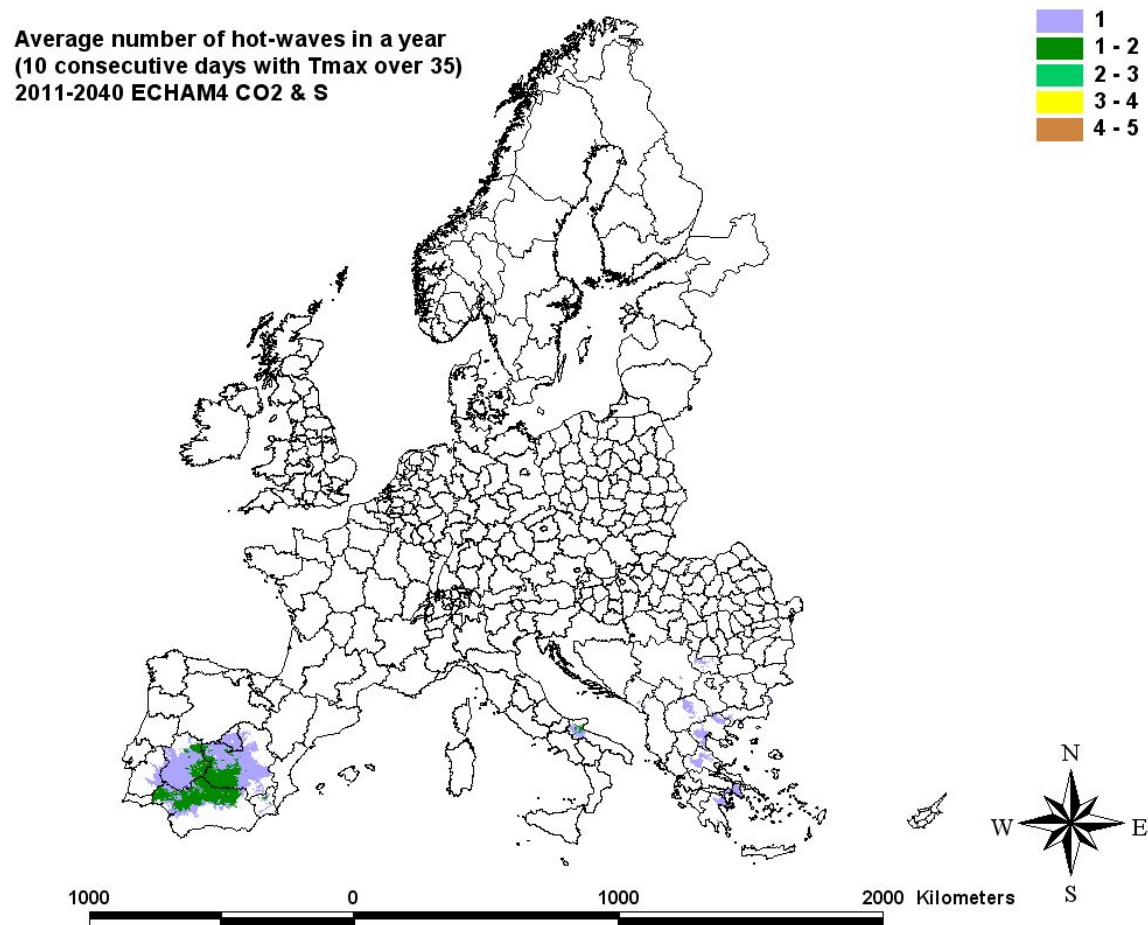 Average number of hot-waves in a year
(10 consecutive days with Tmax over 35)
2011-2040 ECHAM4 CO2 & S
1
1 - 2
2 - 3
3 - 4
4 - 5
N
W
E
S
1000
0
1000
2000 Kilometers